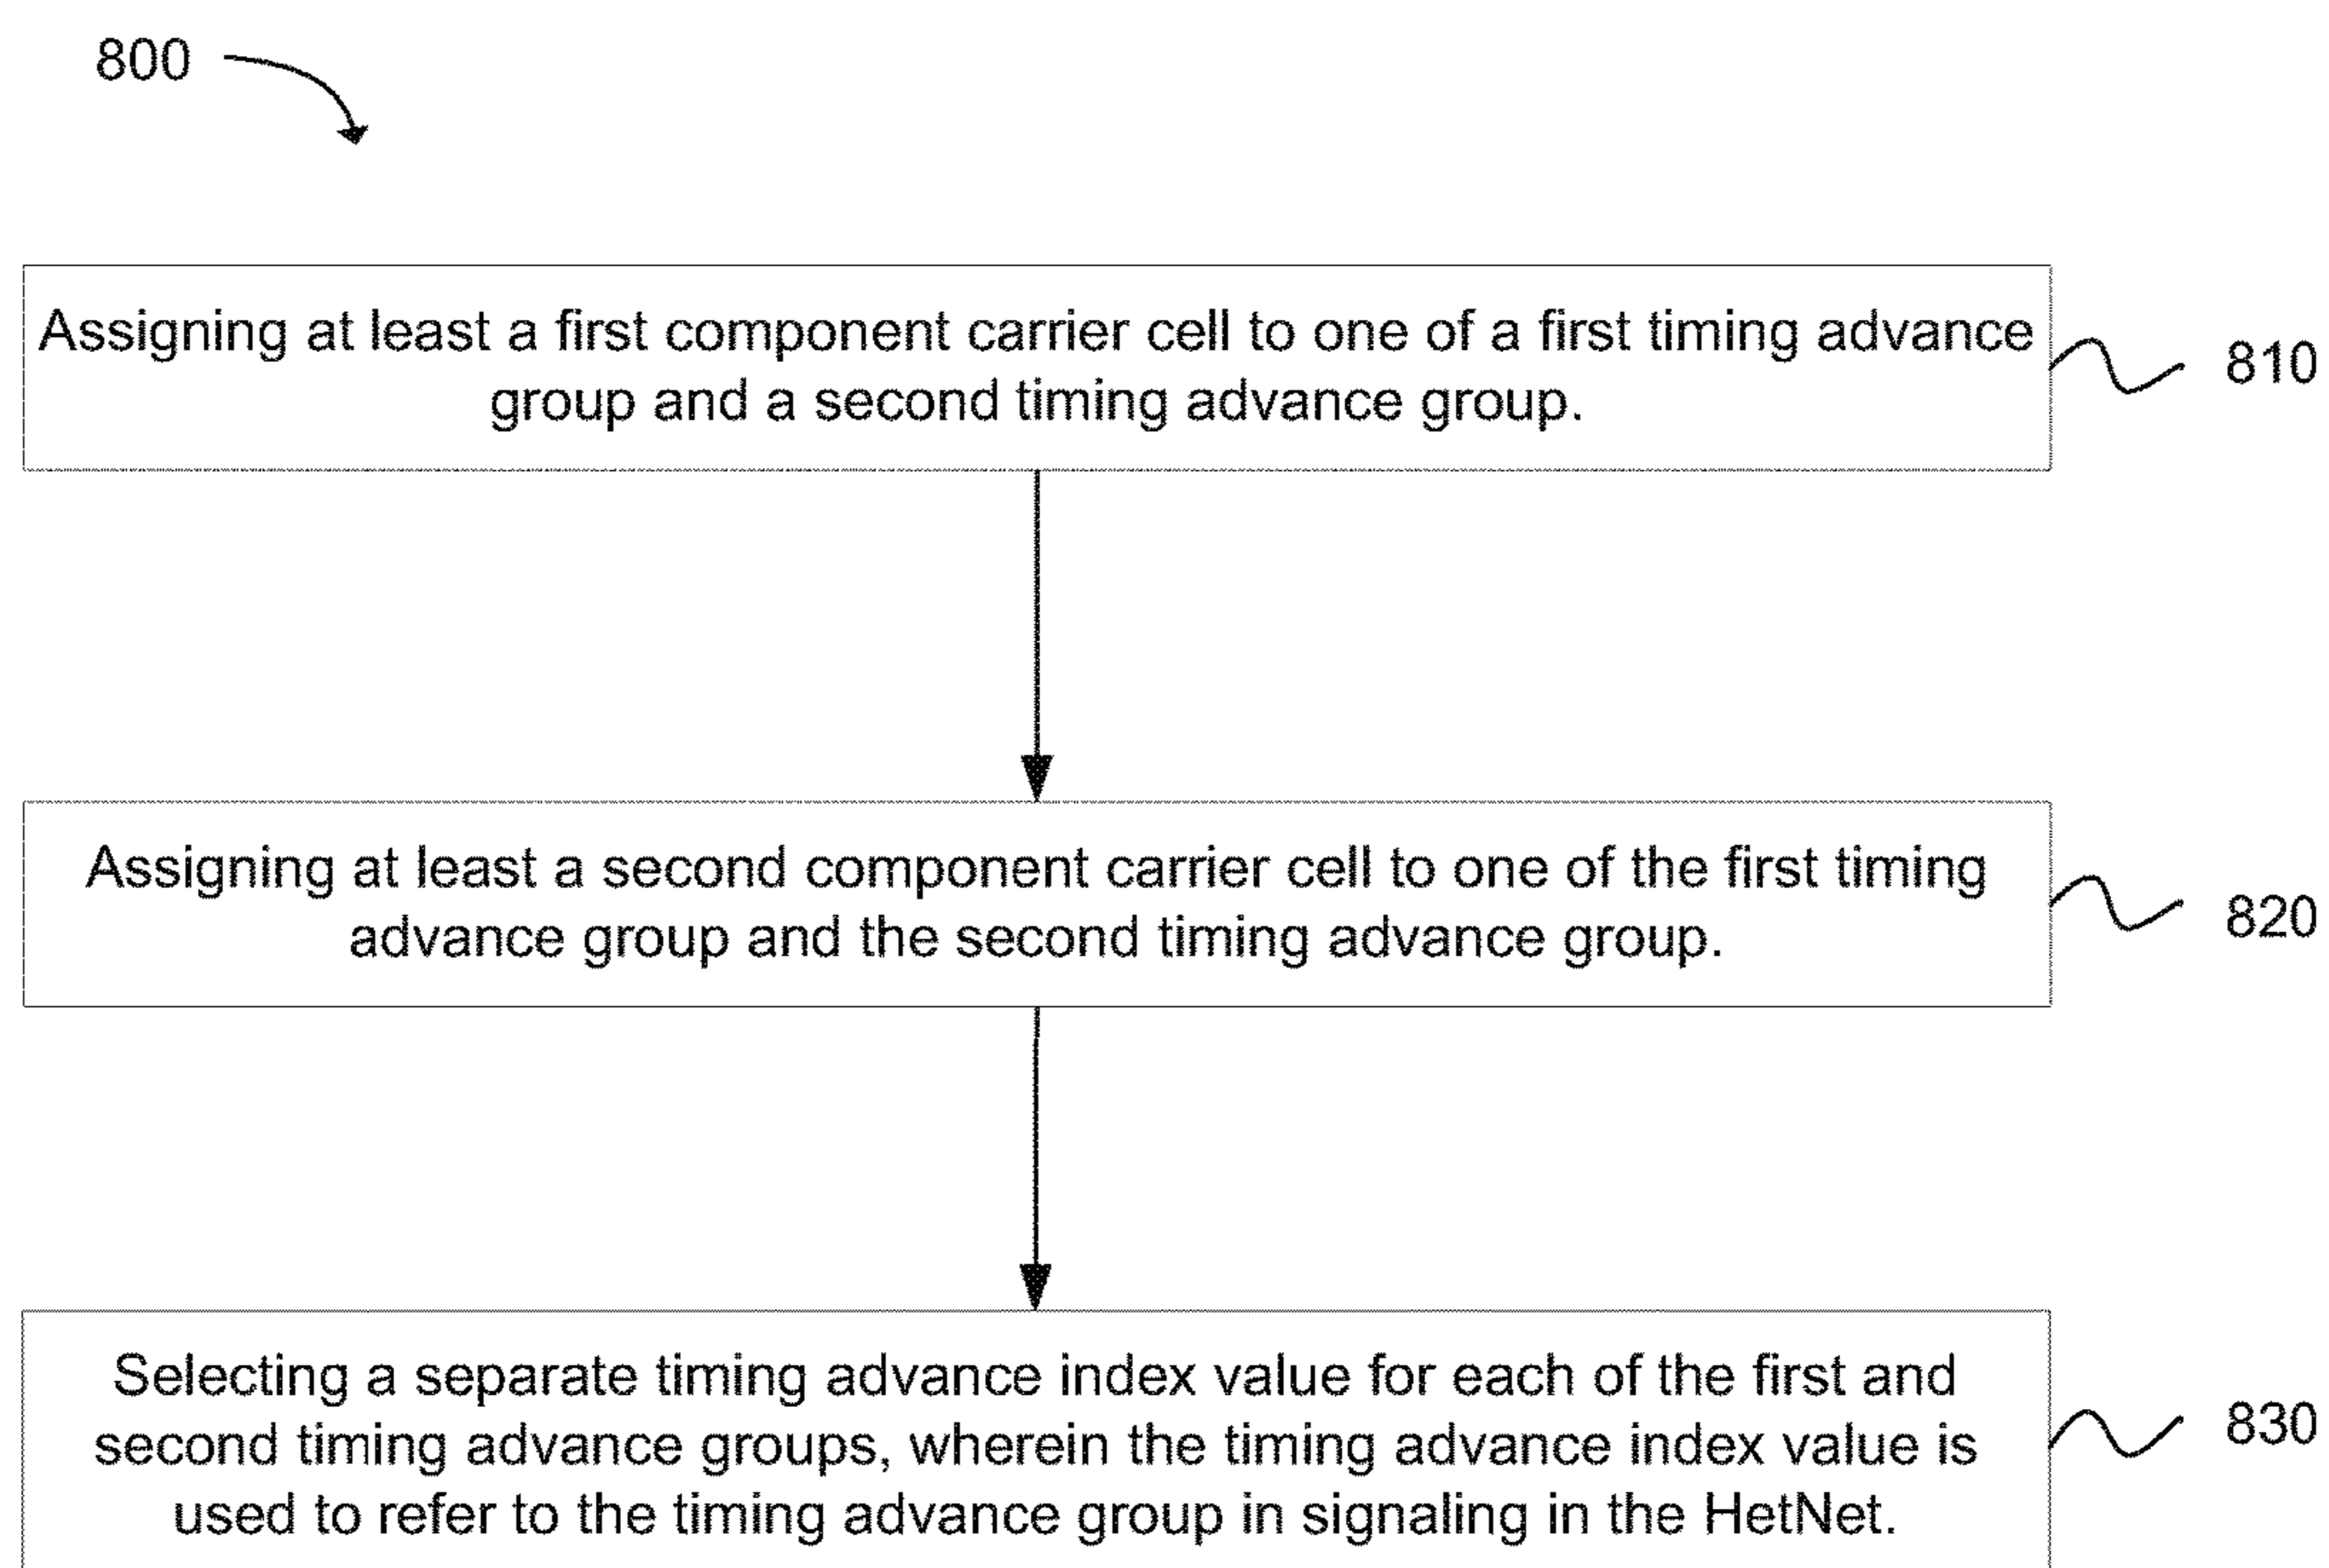 800
Assigning at least a first component carrier cell to one of a first timing advance
group and a second timing advance group.
810
Assigning at least a second component carrier cell to one of the first timing
advance group and the second timing advance group.
820
Selecting a separate timing advance index value for each of the first and
second timing advance groups, wherein the timing advance index value is
used to refer to the timing advance group in signaling in the HetNet.
830